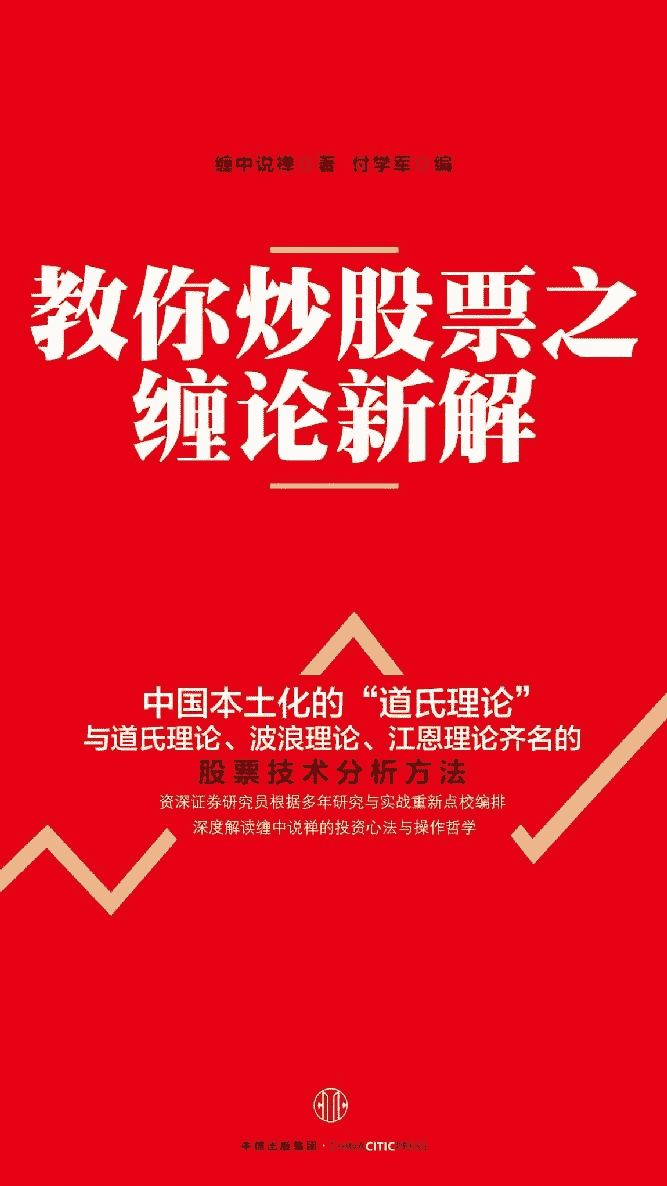 缠中说禅◎著 付学军◎编
教你炒股票之
缠论新解
中国本土化的“道氏理论”
与道氏理论、波浪理论、江恩理论齐名的
股票技术分析方法
资深证券研究员根据多年研究与实战重新点校编排
深度解读缠中说禅的投资心法与操作哲学
中信出版集团·CHINACITICPRESS